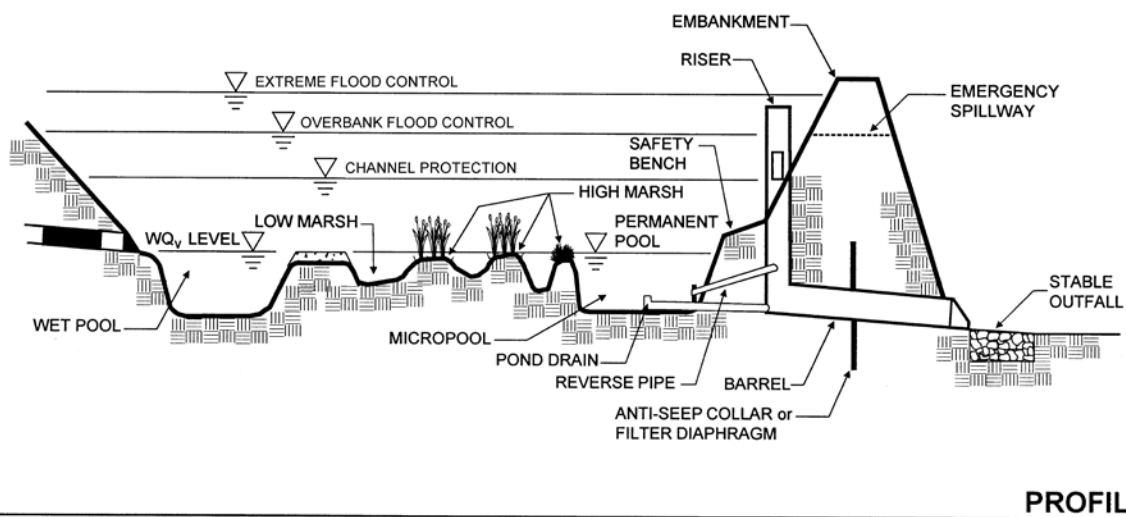 EMBANKMENT
RISER
EXTREME FLOOD CONTROL
EMERGENCY
SPILLWAY
OVERBANK FLOOD CONTROL
SAFETY
BENCH
CHANNEL PROTECTION
HIGH MARSH
LOW MARSH
PERMANENT
POOL
WQv LEVEL
STABLE
OUTFALL
WET POOL
MICROPOOL
POND DRAIN
REVERSE PIPE
BARREL
ANTI-SEEP COLLAR or
FILTER DIAPHRAGM
PROFIL